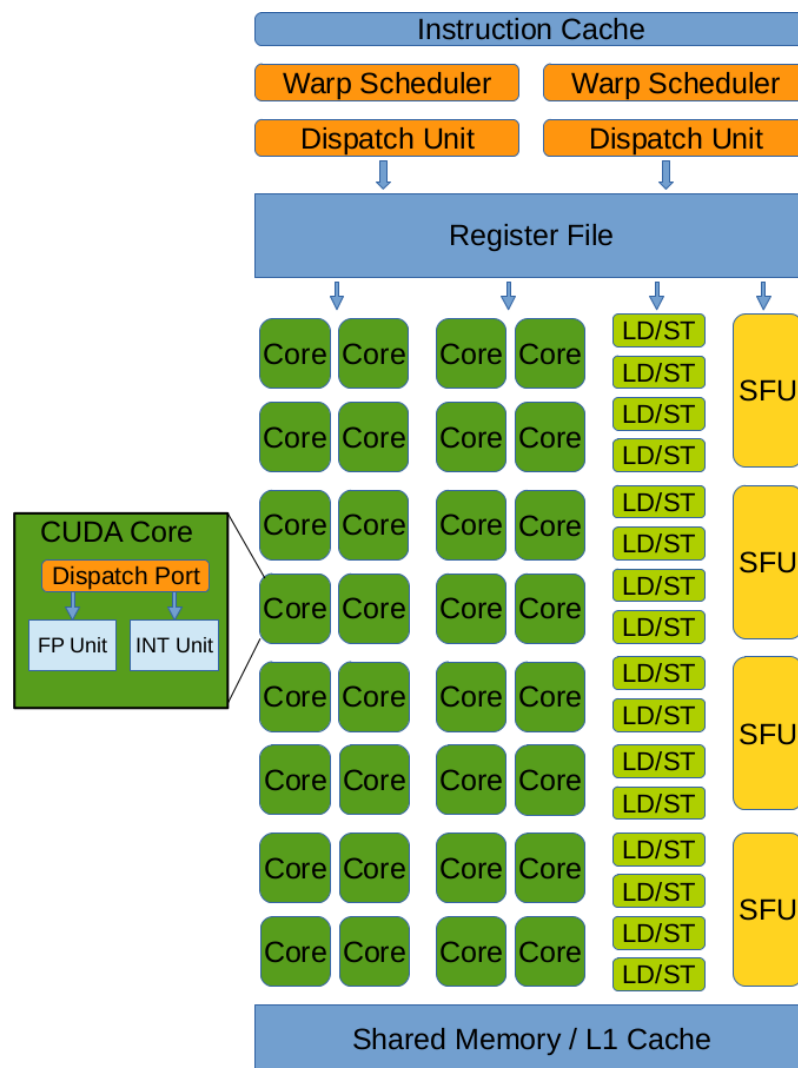 Instruction Cache
Warp Scheduler Warp Scheduler
Dispatch Unit Dispatch Unit
Register File
Core Core Core Core LD/ST SFU
LD/ST
Core Core Core Core LD/ST
LD/ST
Core Core Core Core LD/ST SFU
LD/ST
Core Core Core Core LD/ST
LD/ST
CUDA Core
Dispatch Port
FP Unit INT Unit
Core Core Core Core LD/ST SFU
LD/ST
Core Core Core Core LD/ST
LD/ST
Core Core Core Core LD/ST SFU
LD/ST
Core Core Core Core LD/ST
LD/ST
Shared Memory / L1 Cache